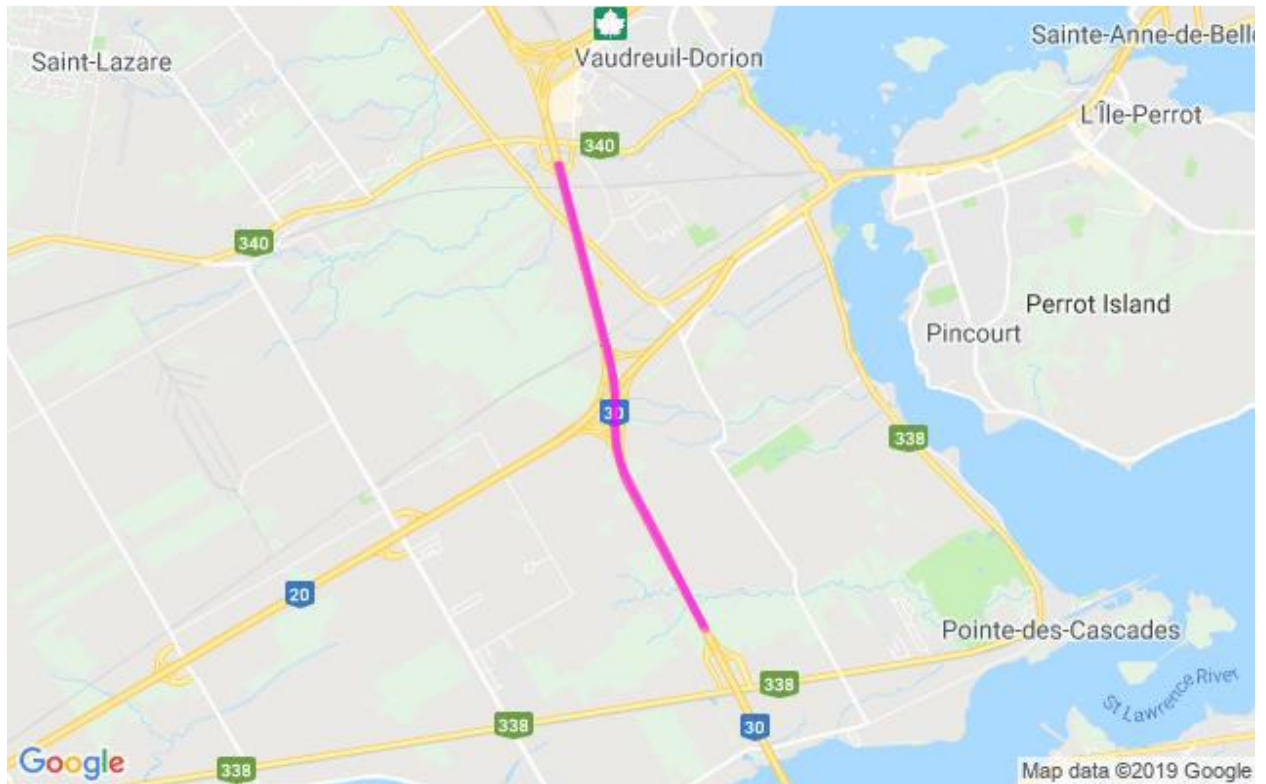 Saint-Lazare
Vaudreuil-Dorion
Sainte-Anne-de-Belle
L'Île-Perrot
340
340
Perrot Island
Pincourt
30
338
20
Pointe-des-Cascades
338
St Lawrence River
338
30
338
Google
Map data ©2019 Google